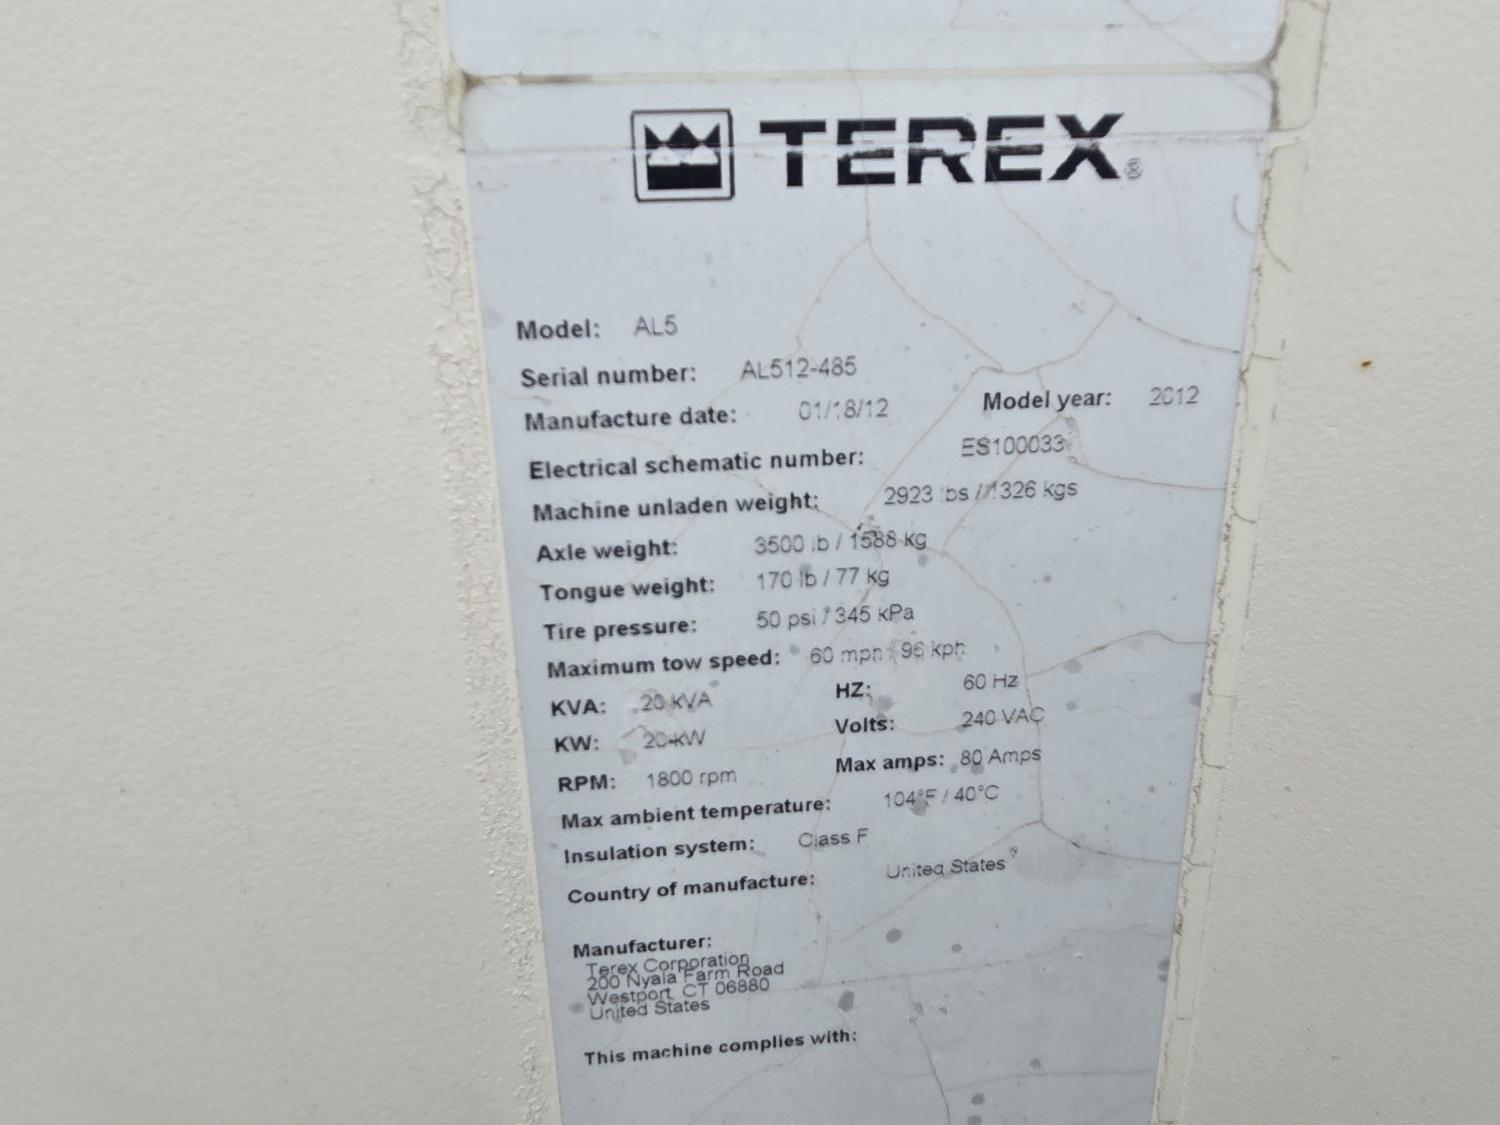 TEREX®
Model: AL5
Serial number: AL512-485
Manufacture date: 01/18/12 Model year: 2012
Electrical schematic number: ES100033
Machine unladen weight: 2923 lbs / 1326 kgs
Axle weight: 3500 lb / 1588 kg
Tongue weight: 170 lb / 77 kg
Tire pressure: 50 psi / 345 kPa
Maximum tow speed: 60 mph / 96 kph
KVA: 20 kVA HZ: 60 Hz
KW: 20 kW Volts: 240 VAC
RPM: 1800 rpm Max amps: 80 Amps
Max ambient temperature: 104°F / 40°C
Insulation system: Class F
Country of manufacture: United States
Manufacturer:
Terex Corporation
200 Nyala Farm Road
Westport, CT 06880
United States
This machine complies with: